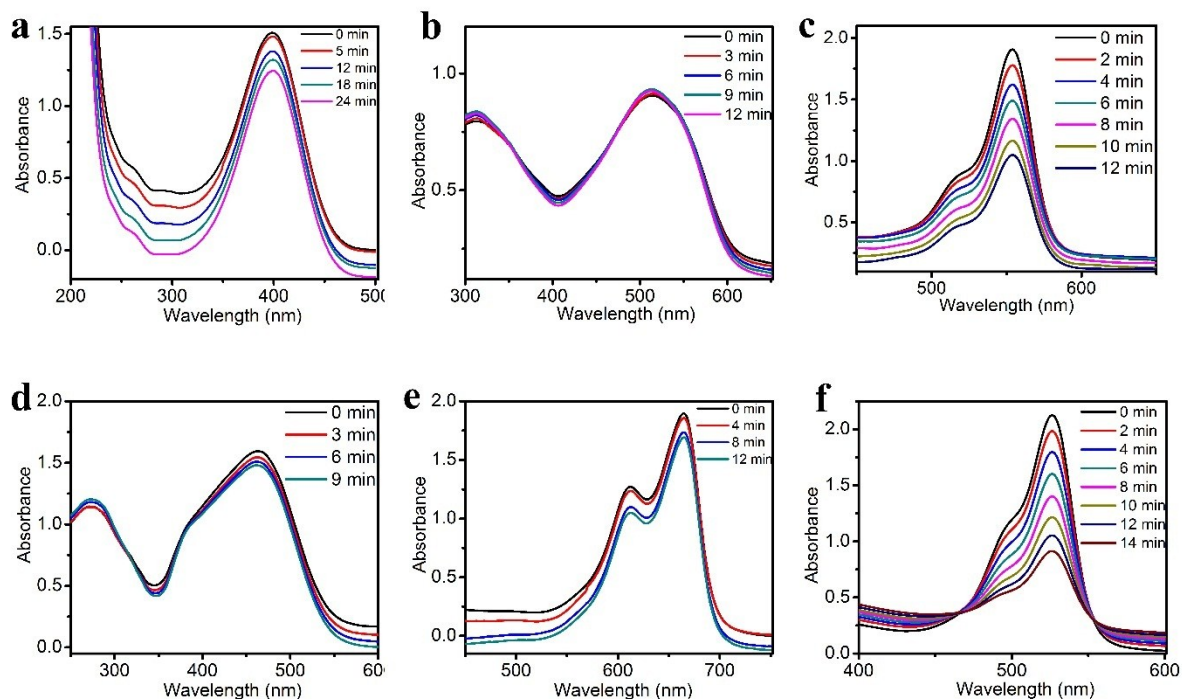 a
1.5
1.0
0.5
0.0
Absorbance
0 min
5 min
12 min
18 min
24 min
200 300 400 500
Wavelength (nm)
b
1.0
0.5
Absorbance
0 min
3 min
6 min
9 min
12 min
300 400 500 600
Wavelength (nm)
c
2.0
1.5
1.0
0.5
Absorbance
0 min
2 min
4 min
6 min
8 min
10 min
12 min
500 600
Wavelength (nm)
d
2.0
1.5
1.0
0.5
0.0
Absorbance
0 min
3 min
6 min
9 min
300 400 500 600
Wavelength (nm)
e
2.0
1.5
1.0
0.5
0.0
Absorbance
0 min
4 min
8 min
12 min
500 600 700
Wavelength (nm)
f
2.0
1.5
1.0
0.5
0.0
Absorbance
0 min
2 min
4 min
6 min
8 min
10 min
12 min
14 min
400 500 600
Wavelength (nm)